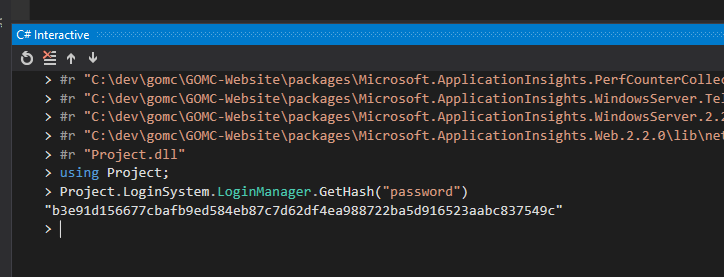 C# Interactive
> #r "C:\dev\gomc\GOMC-Website\packages\Microsoft.ApplicationInsights.PerfCounterCollec
> #r "C:\dev\gomc\GOMC-Website\packages\Microsoft.ApplicationInsights.WindowsServer.Tel
> #r "C:\dev\gomc\GOMC-Website\packages\Microsoft.ApplicationInsights.WindowsServer.2.2
> #r "C:\dev\gomc\GOMC-Website\packages\Microsoft.ApplicationInsights.Web.2.2.0\lib\net
> #r "Project.dll"
> using Project;
> Project.LoginSystem.LoginManager.GetHash("password")
"b3e91d156677cbafb9ed584eb87c7d62df4ea988722ba5d916523aabc837549c"
>